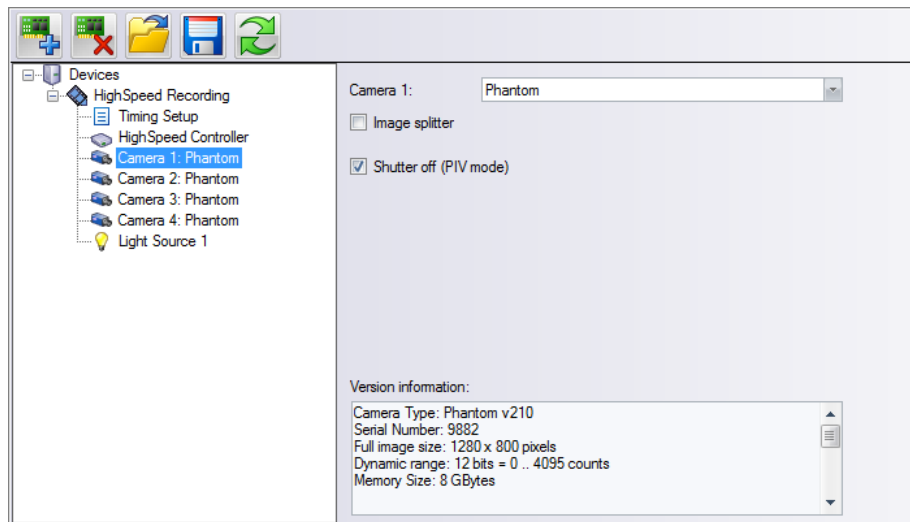 Devices
HighSpeed Recording
Timing Setup
HighSpeed Controller
Camera 1: Phantom
Camera 2: Phantom
Camera 3: Phantom
Camera 4: Phantom
Light Source 1
Camera 1: Phantom
Image splitter
Shutter off (PIV mode)
Version information:
Camera Type: Phantom v210
Serial Number: 9882
Full image size: 1280 x 800 pixels
Dynamic range: 12 bits = 0 .. 4095 counts
Memory Size: 8 GBytes